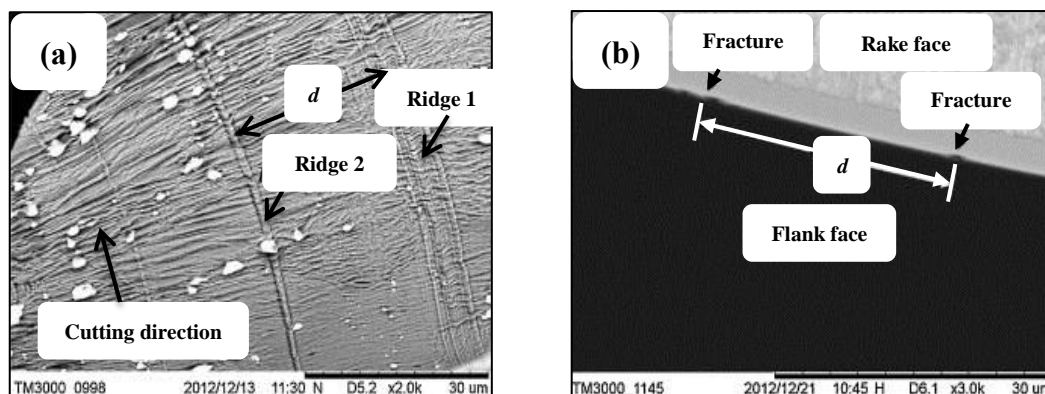 (a)
d
Ridge 1
Ridge 2
Cutting direction
TM3000 0998 2012/12/13 11:30 N D5.2 x2.0k 30 um
(b)
Fracture
Rake face
Fracture
d
Flank face
TM3000 1145 2012/12/21 10:45 H D6.1 x3.0k 30 um